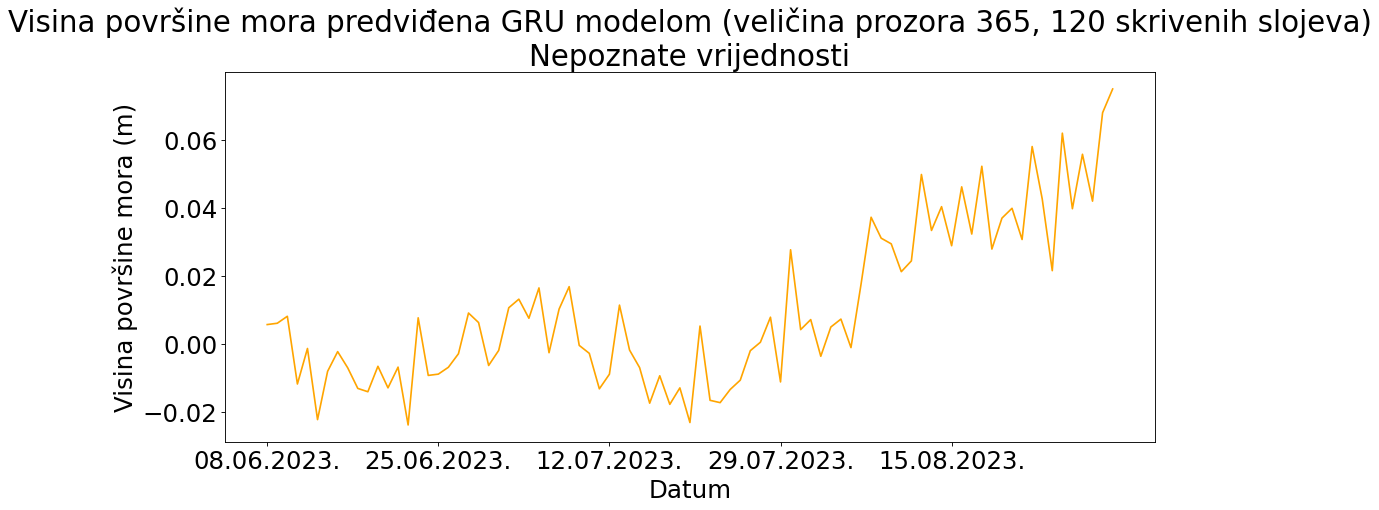 Visina površine mora predviđena GRU modelom (veličina prozora 365, 120 skrivenih slojeva)
Nepoznate vrijednosti
Visina površine mora (m)
0.06
0.04
0.02
0.00
−0.02
08.06.2023. 25.06.2023. 12.07.2023. 29.07.2023. 15.08.2023.
Datum